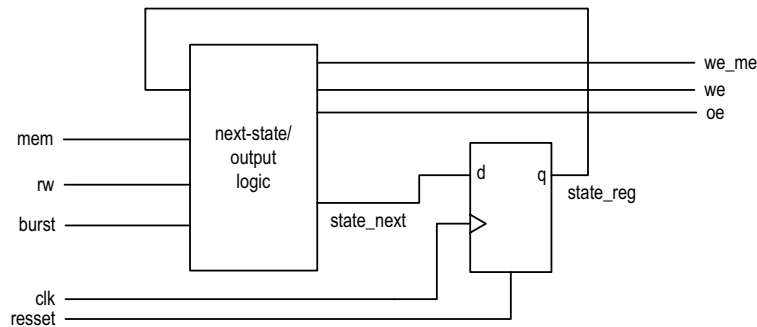 we_me
we
oe
mem
next-state/
output
logic
rw
burst
d
q
state_reg
state_next
clk
resset